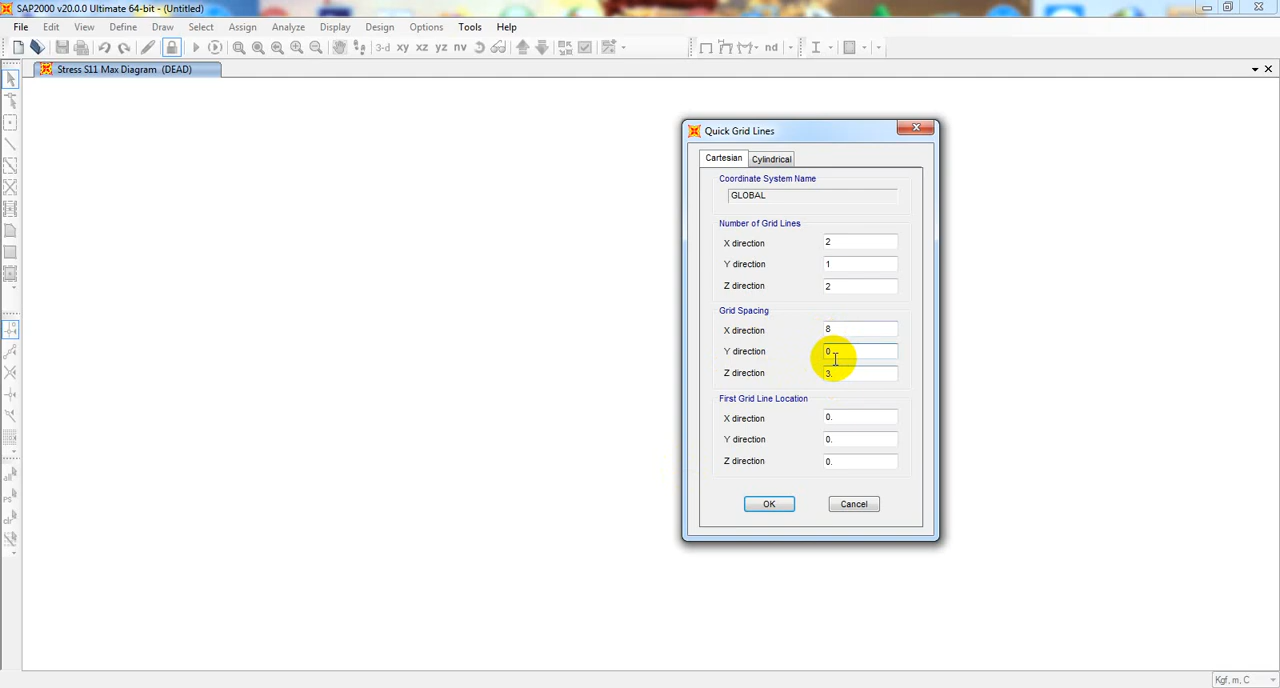 SAP2000 v20.0.0 Ultimate 64-bit - (Untitled)
File Edit View Define Draw Select Assign Analyze Display Design Options Tools Help
3-d xy xz yz nv nd
Stress S11 Max Diagram (DEAD)
Quick Grid Lines
Cartesian Cylindrical
Coordinate System Name
GLOBAL
Number of Grid Lines
X direction 2
Y direction 1
Z direction 2
Grid Spacing
X direction 8
Y direction 0
Z direction 3.
First Grid Line Location
X direction 0.
Y direction 0.
Z direction 0.
OK Cancel
all
ps
clr
Kgf, m, C